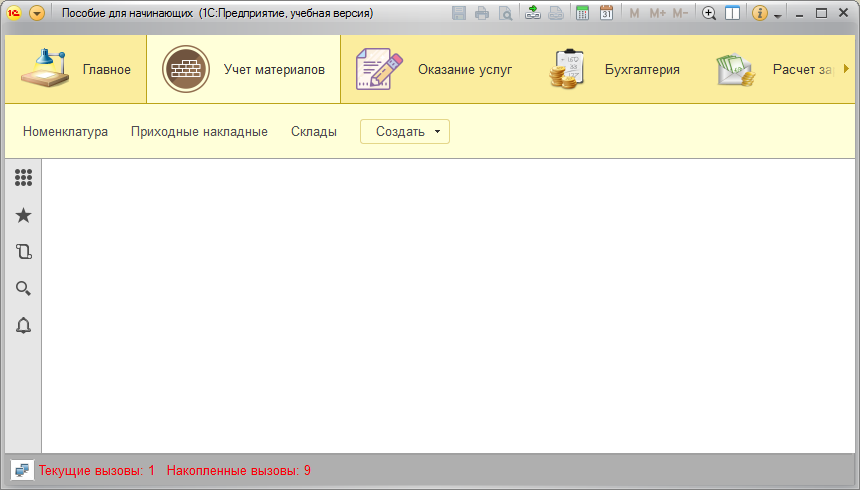 Пособие для начинающих (1С:Предприятие, учебная версия)
M M+ M-
31
Главное
Учет материалов
Оказание услуг
Бухгалтерия
Расчет за
Номенклатура
Приходные накладные
Склады
Создать
Текущие вызовы: 1 Накопленные вызовы: 9